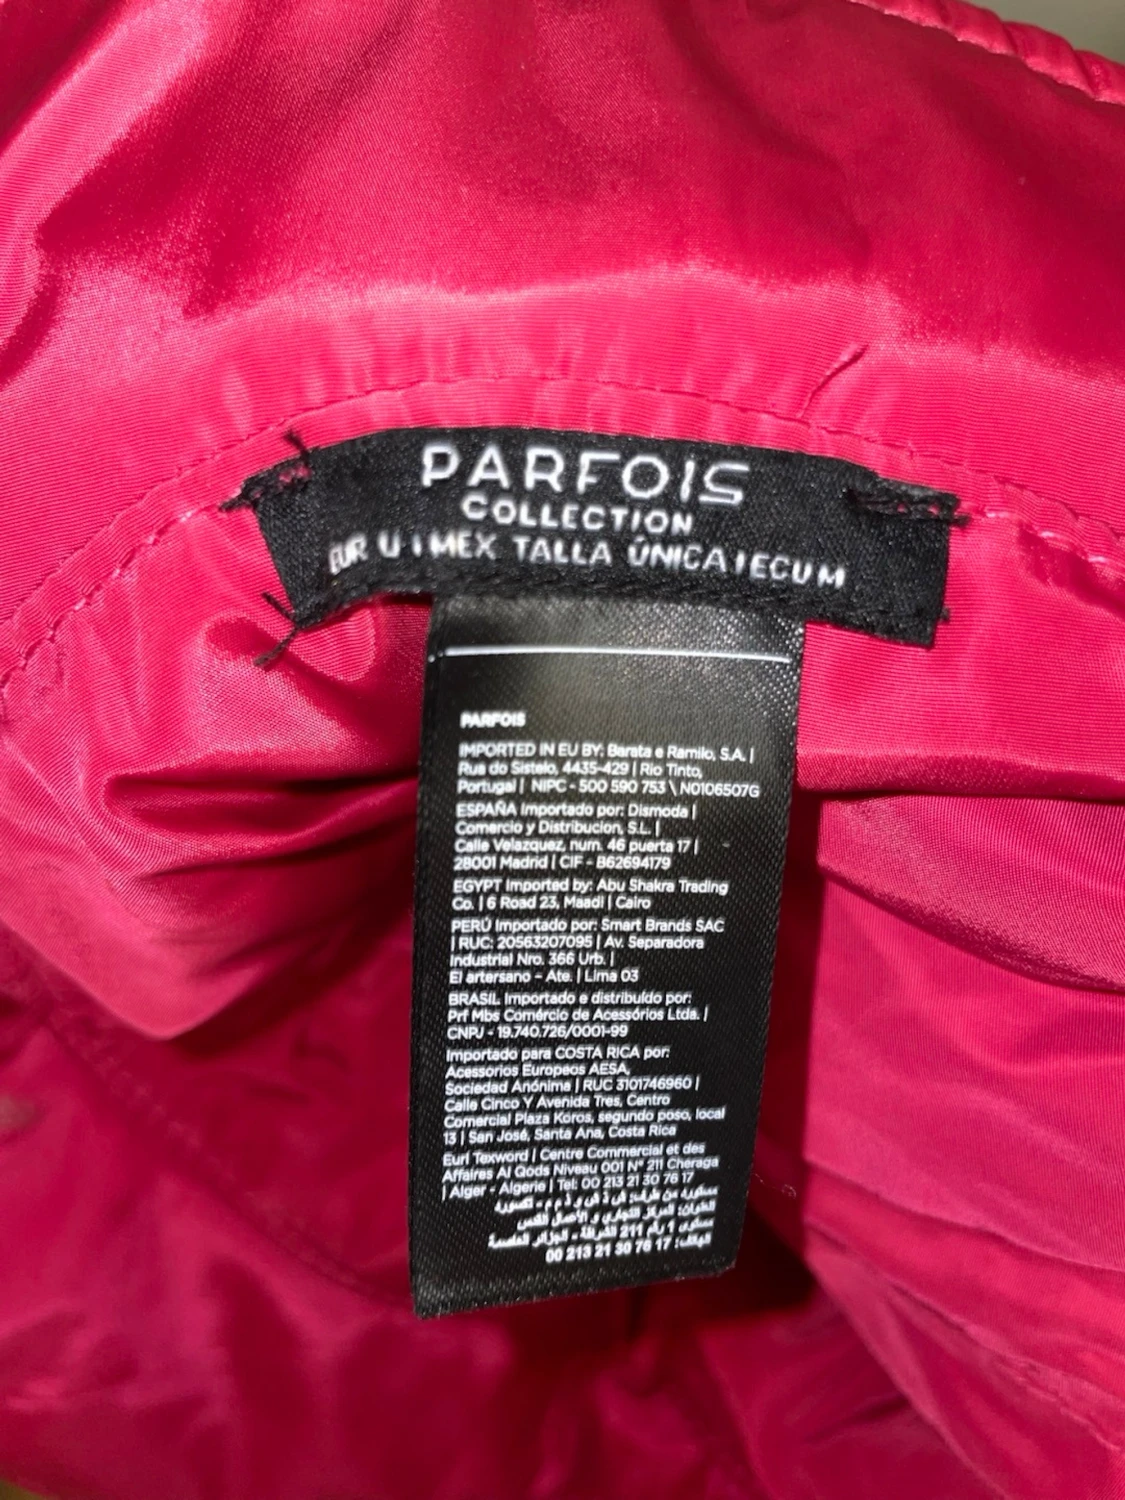 PARFOIS
COLLECTION
EUR U I MEX TALLA ÚNICA I EC U M
PARFOIS
IMPORTED IN EU BY: Barata e Ramilo, S.A. |
Rua do Sistelo, 4435-429 | Rio Tinto,
Portugal | NIPC - 500 590 753 \ N0106507G
ESPAÑA Importado por: Dismoda |
Comercio y Distribucion, S.L. |
Calle Velazquez, num. 46 puerta 17 |
28001 Madrid | CIF - B62694179
EGYPT Imported by: Abu Shakra Trading
Co. | 6 Road 23, Maadi | Cairo
PERÚ Importado por: Smart Brands SAC
| RUC: 20563207095 | Av. Separadora
Industrial Nro. 366 Urb. |
El artersano - Ate. | Lima 03
BRASIL Importado e distribuído por:
Prf Mbs Comércio de Acessórios Ltda. |
CNPJ - 19.740.726/0001-99
Importado para COSTA RICA por:
Acessorios Europeos AESA,
Sociedad Anónima | RUC 3101746960 |
Calle Cinco Y Avenida Tres, Centro
Comercial Plaza Koros, segundo poso, local
13 | San José, Santa Ana, Costa Rica
Eurl Texword | Centre Commercial et des
Affaires Al Qods Niveau 001 N° 211 Cheraga
| Alger - Algerie | Tel: 00 213 21 30 76 17
العنوان: المركز التجاري و الأعمال القدس
الهاتف: 17 76 30 21 213 00